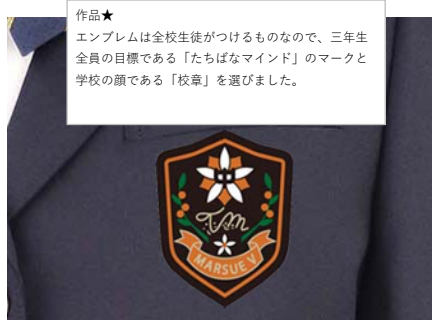 作品★
エンブレムは全校生徒がつけるものなので、三年生
全員の目標である「たちばなマインド」のマークと
学校の顔である「校章」を選びました。
TM
MARSUE V